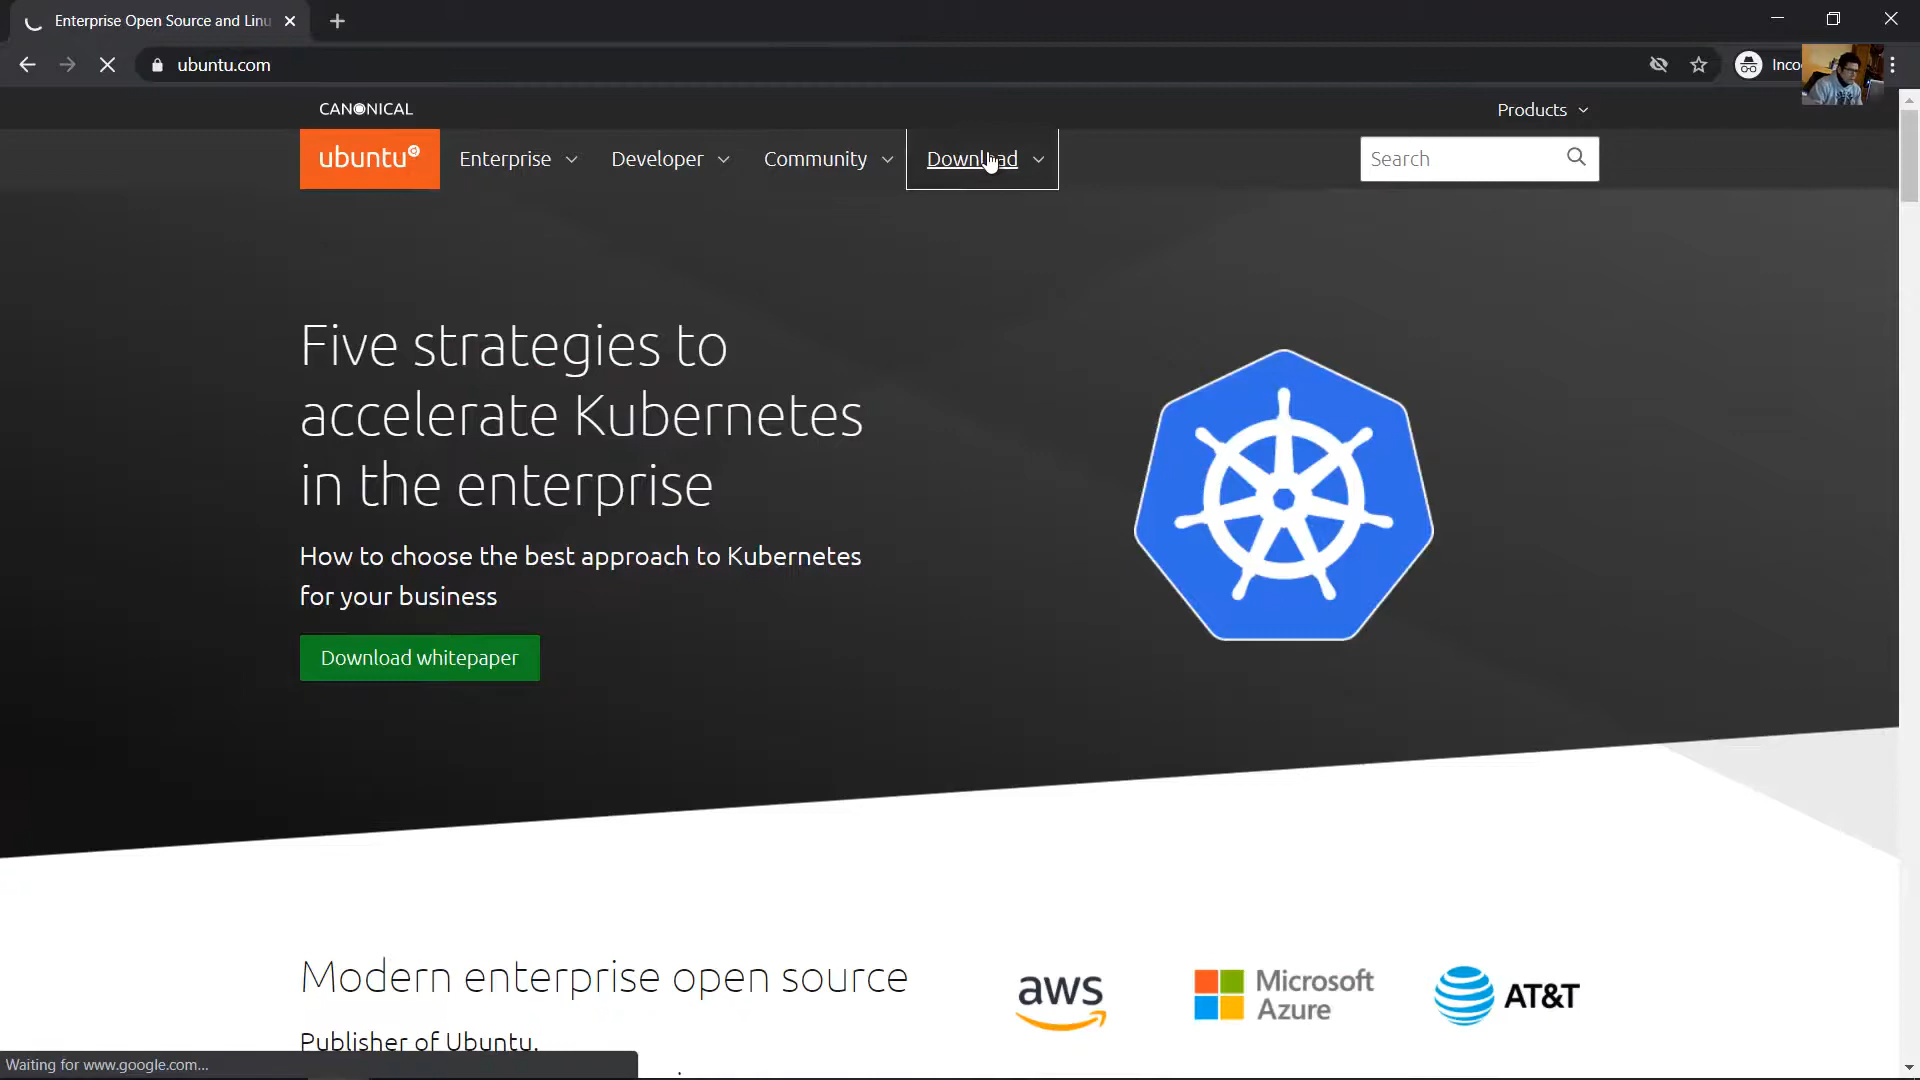 Enterprise Open Source and Linu
ubuntu.com
Inco
CANONICAL
Products
ubuntu
Enterprise
Developer
Community
Download
Search
Five strategies to
accelerate Kubernetes
in the enterprise
How to choose the best approach to Kubernetes
for your business
Download whitepaper
Modern enterprise open source
Publisher of Ubuntu.
aws
Microsoft
Azure
AT&T
Waiting for www.google.com...